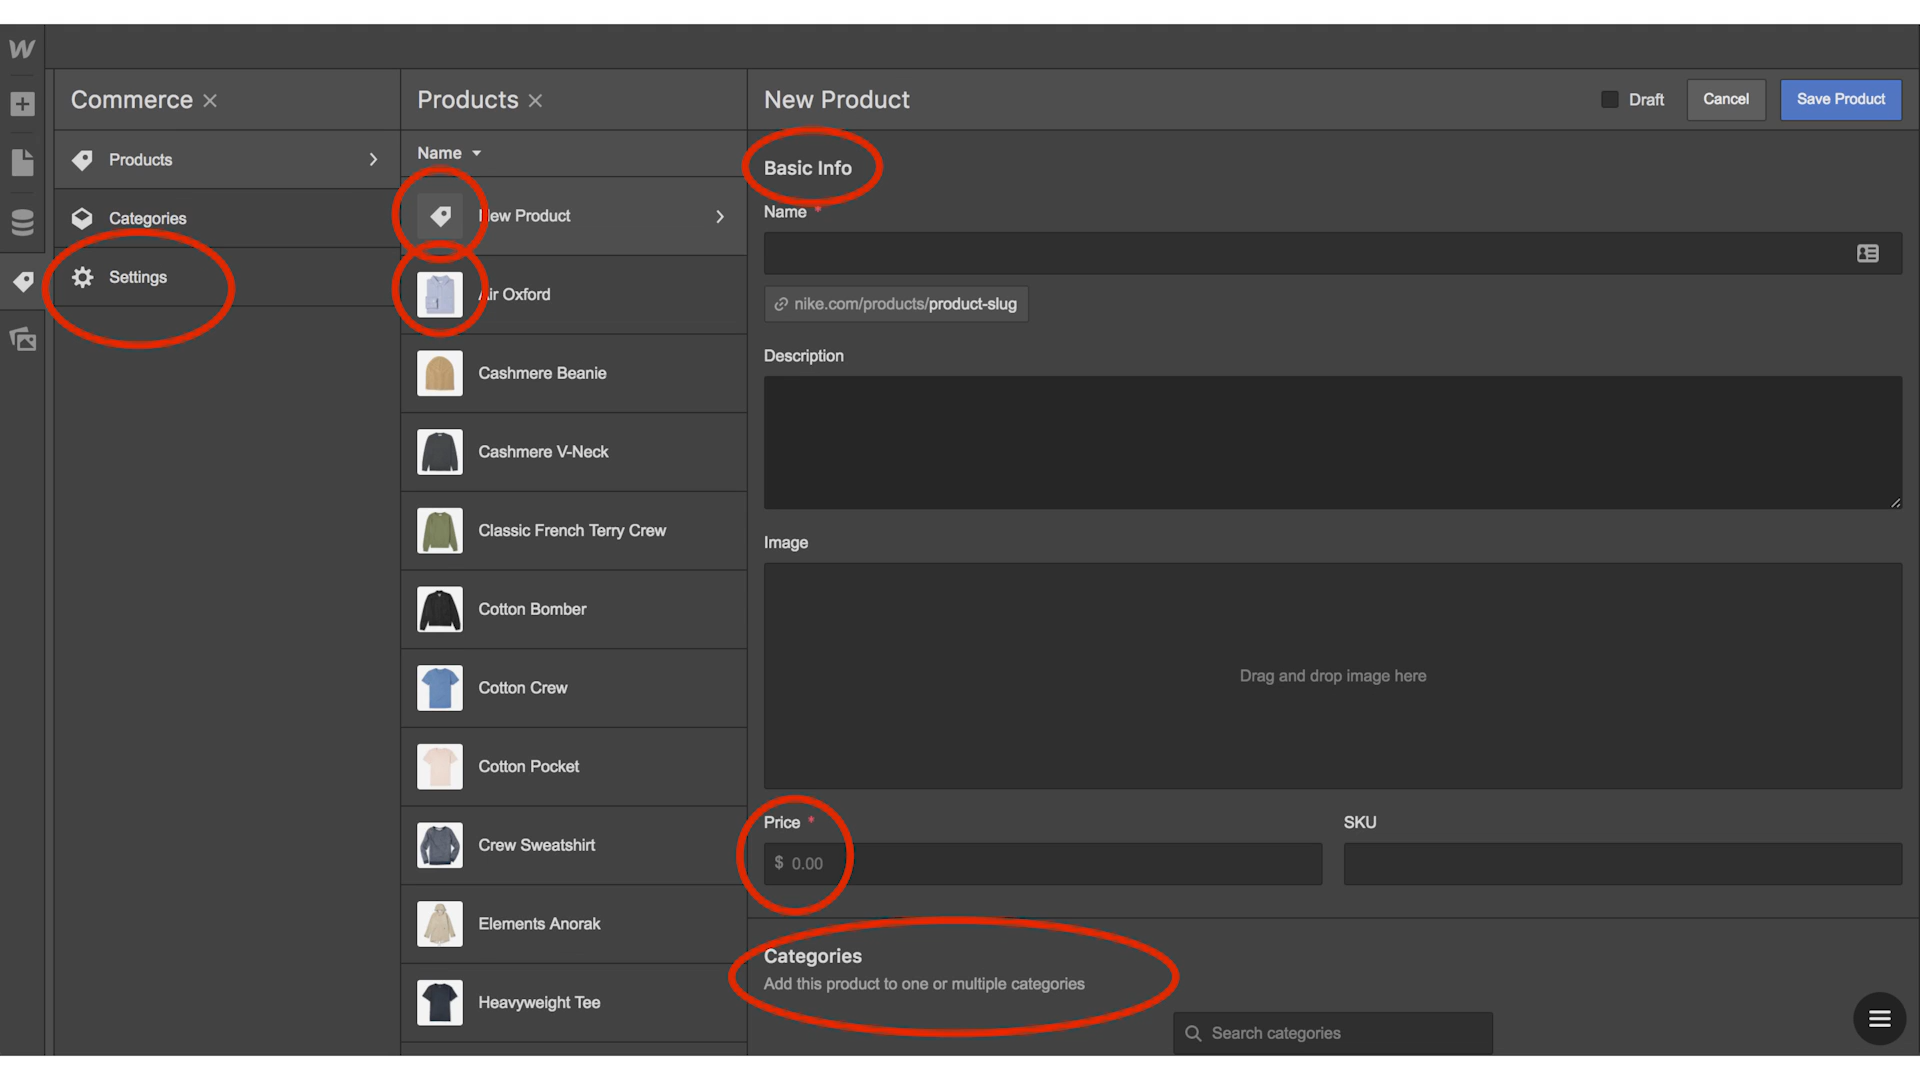 W
Commerce
Products
Categories
Settings
Products
Name
New Product
Air Oxford
Cashmere Beanie
Cashmere V-Neck
Classic French Terry Crew
Cotton Bomber
Cotton Crew
Cotton Pocket
Crew Sweatshirt
Elements Anorak
Heavyweight Tee
New Product
Draft
Cancel
Save Product
Basic Info
Name *
nike.com/products/product-slug
Description
Image
Drag and drop image here
Price *
SKU
$ 0.00
Categories
Add this product to one or multiple categories
Search categories